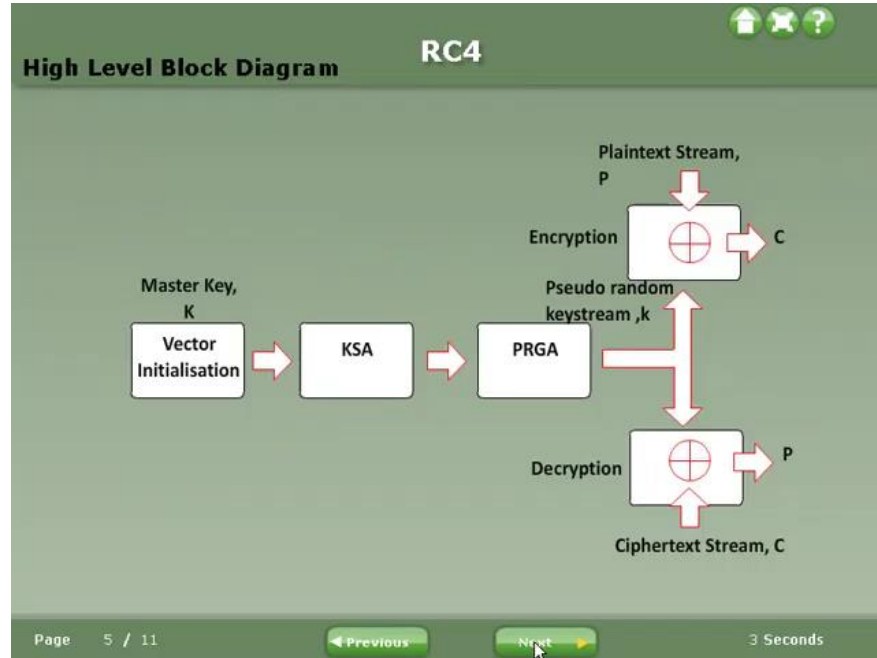 RC4
High Level Block Diagram
Plaintext Stream,
P
Encryption
C
Master Key,
K
Pseudo random
keystream ,k
Vector
Initialisation
KSA
PRGA
Decryption
P
Ciphertext Stream, C
Page 5 / 11
Previous
Next
3 Seconds